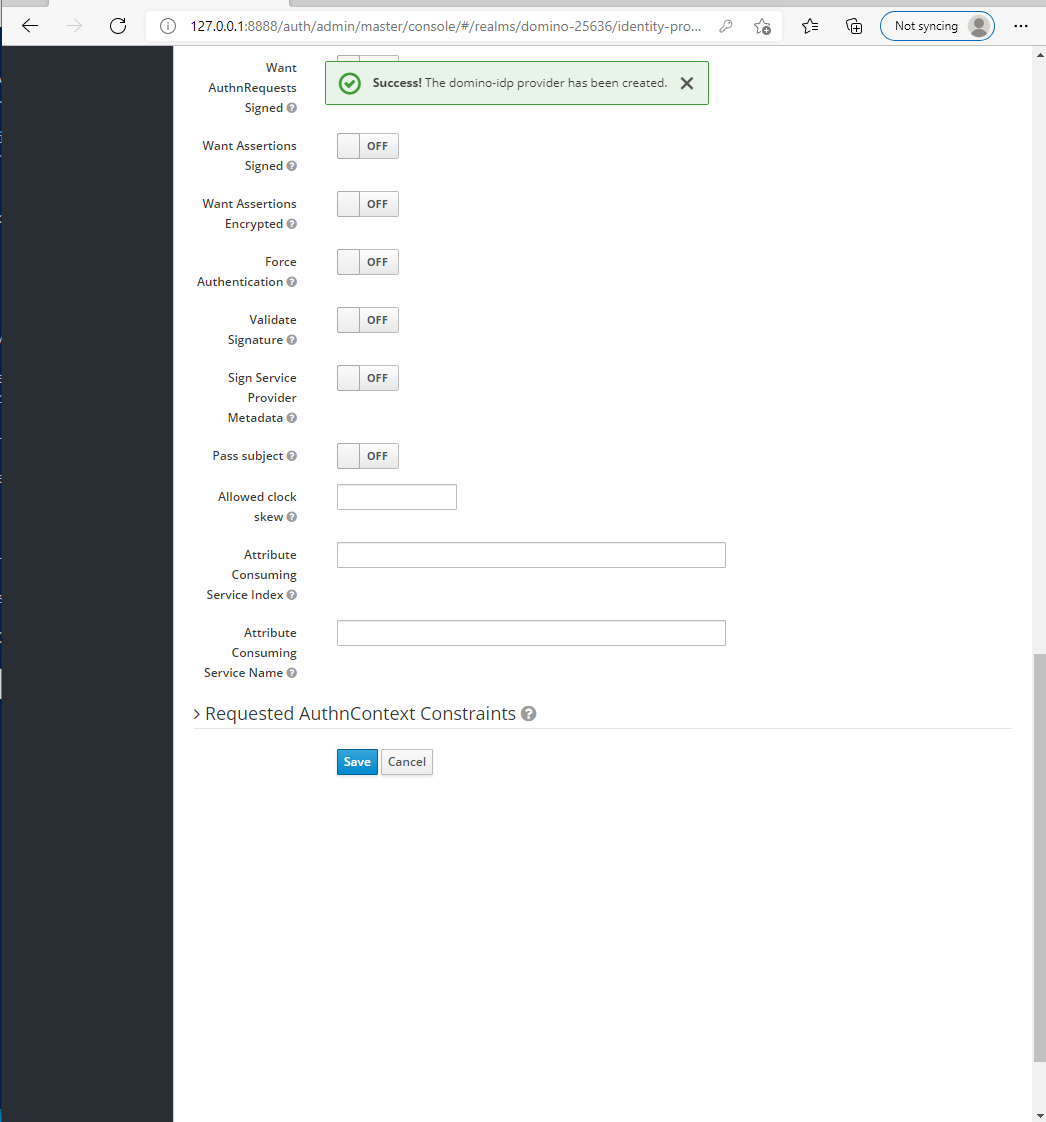 127.0.0.1:8888/auth/admin/master/console/#/realms/domino-25636/identity-pro...
Not syncing
Want
AuthnRequests
Signed
Success! The domino-idp provider has been created.
Want Assertions
Signed
OFF
Want Assertions
Encrypted
OFF
Force
Authentication
OFF
Validate
Signature
OFF
Sign Service
Provider
Metadata
OFF
Pass subject
OFF
Allowed clock
skew
Attribute
Consuming
Service Index
Attribute
Consuming
Service Name
Requested AuthnContext Constraints
Save
Cancel